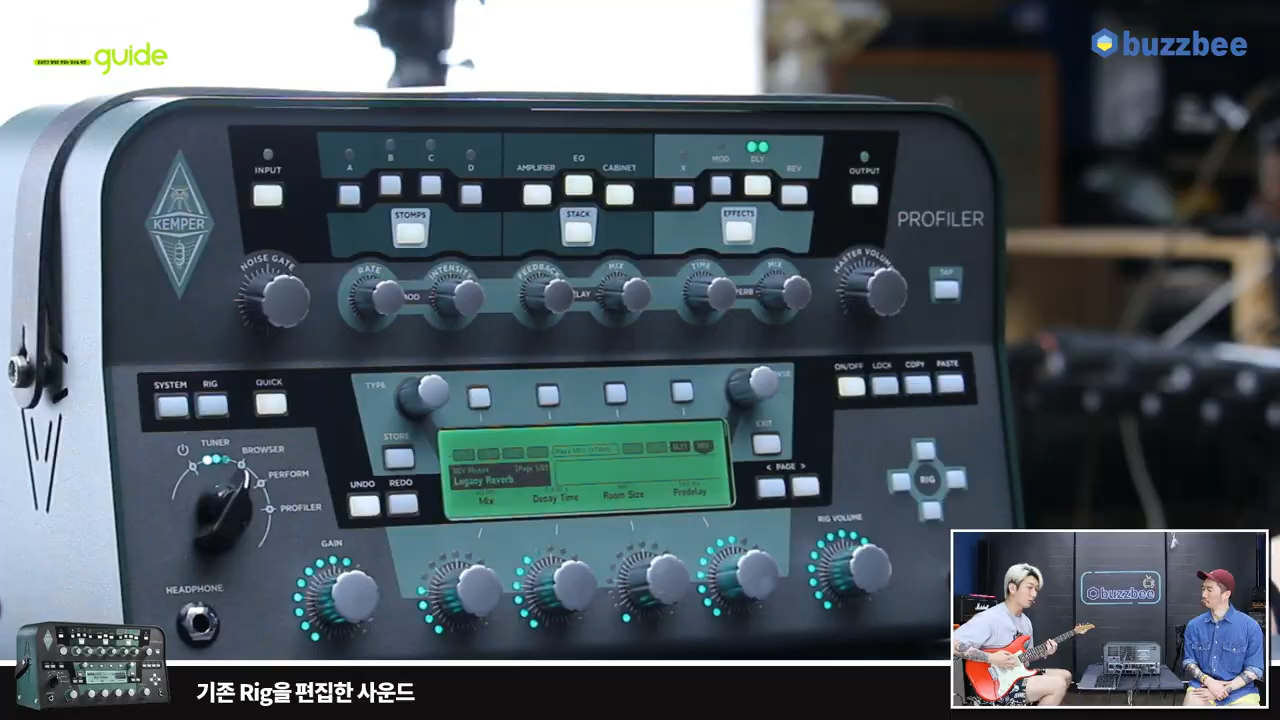 guide
buzzbee
INPUT
A
B
C
D
AMPLIFIER
EQ
CABINET
X
MOD
DLY
REV
OUTPUT
STOMPS
STACK
EFFECTS
KEMPER
PROFILER
NOISE GATE
RATE
INTENSITY
FEEDBACK
MIX
TIME
MIX
MASTER VOLUME
TAP
MOD
SYSTEM
RIG
QUICK
TYPE
ON/OFF
LOCK
COPY
PASTE
STORE
EXIT
TUNER
BROWSER
PERFORM
PROFILER
UNDO
REDO
< PAGE >
RIG
Legacy Reverb
Mix
Decay Time
Room Size
Predelay
GAIN
RIG VOLUME
HEADPHONE
buzzbee
기존 Rig을 편집한 사운드